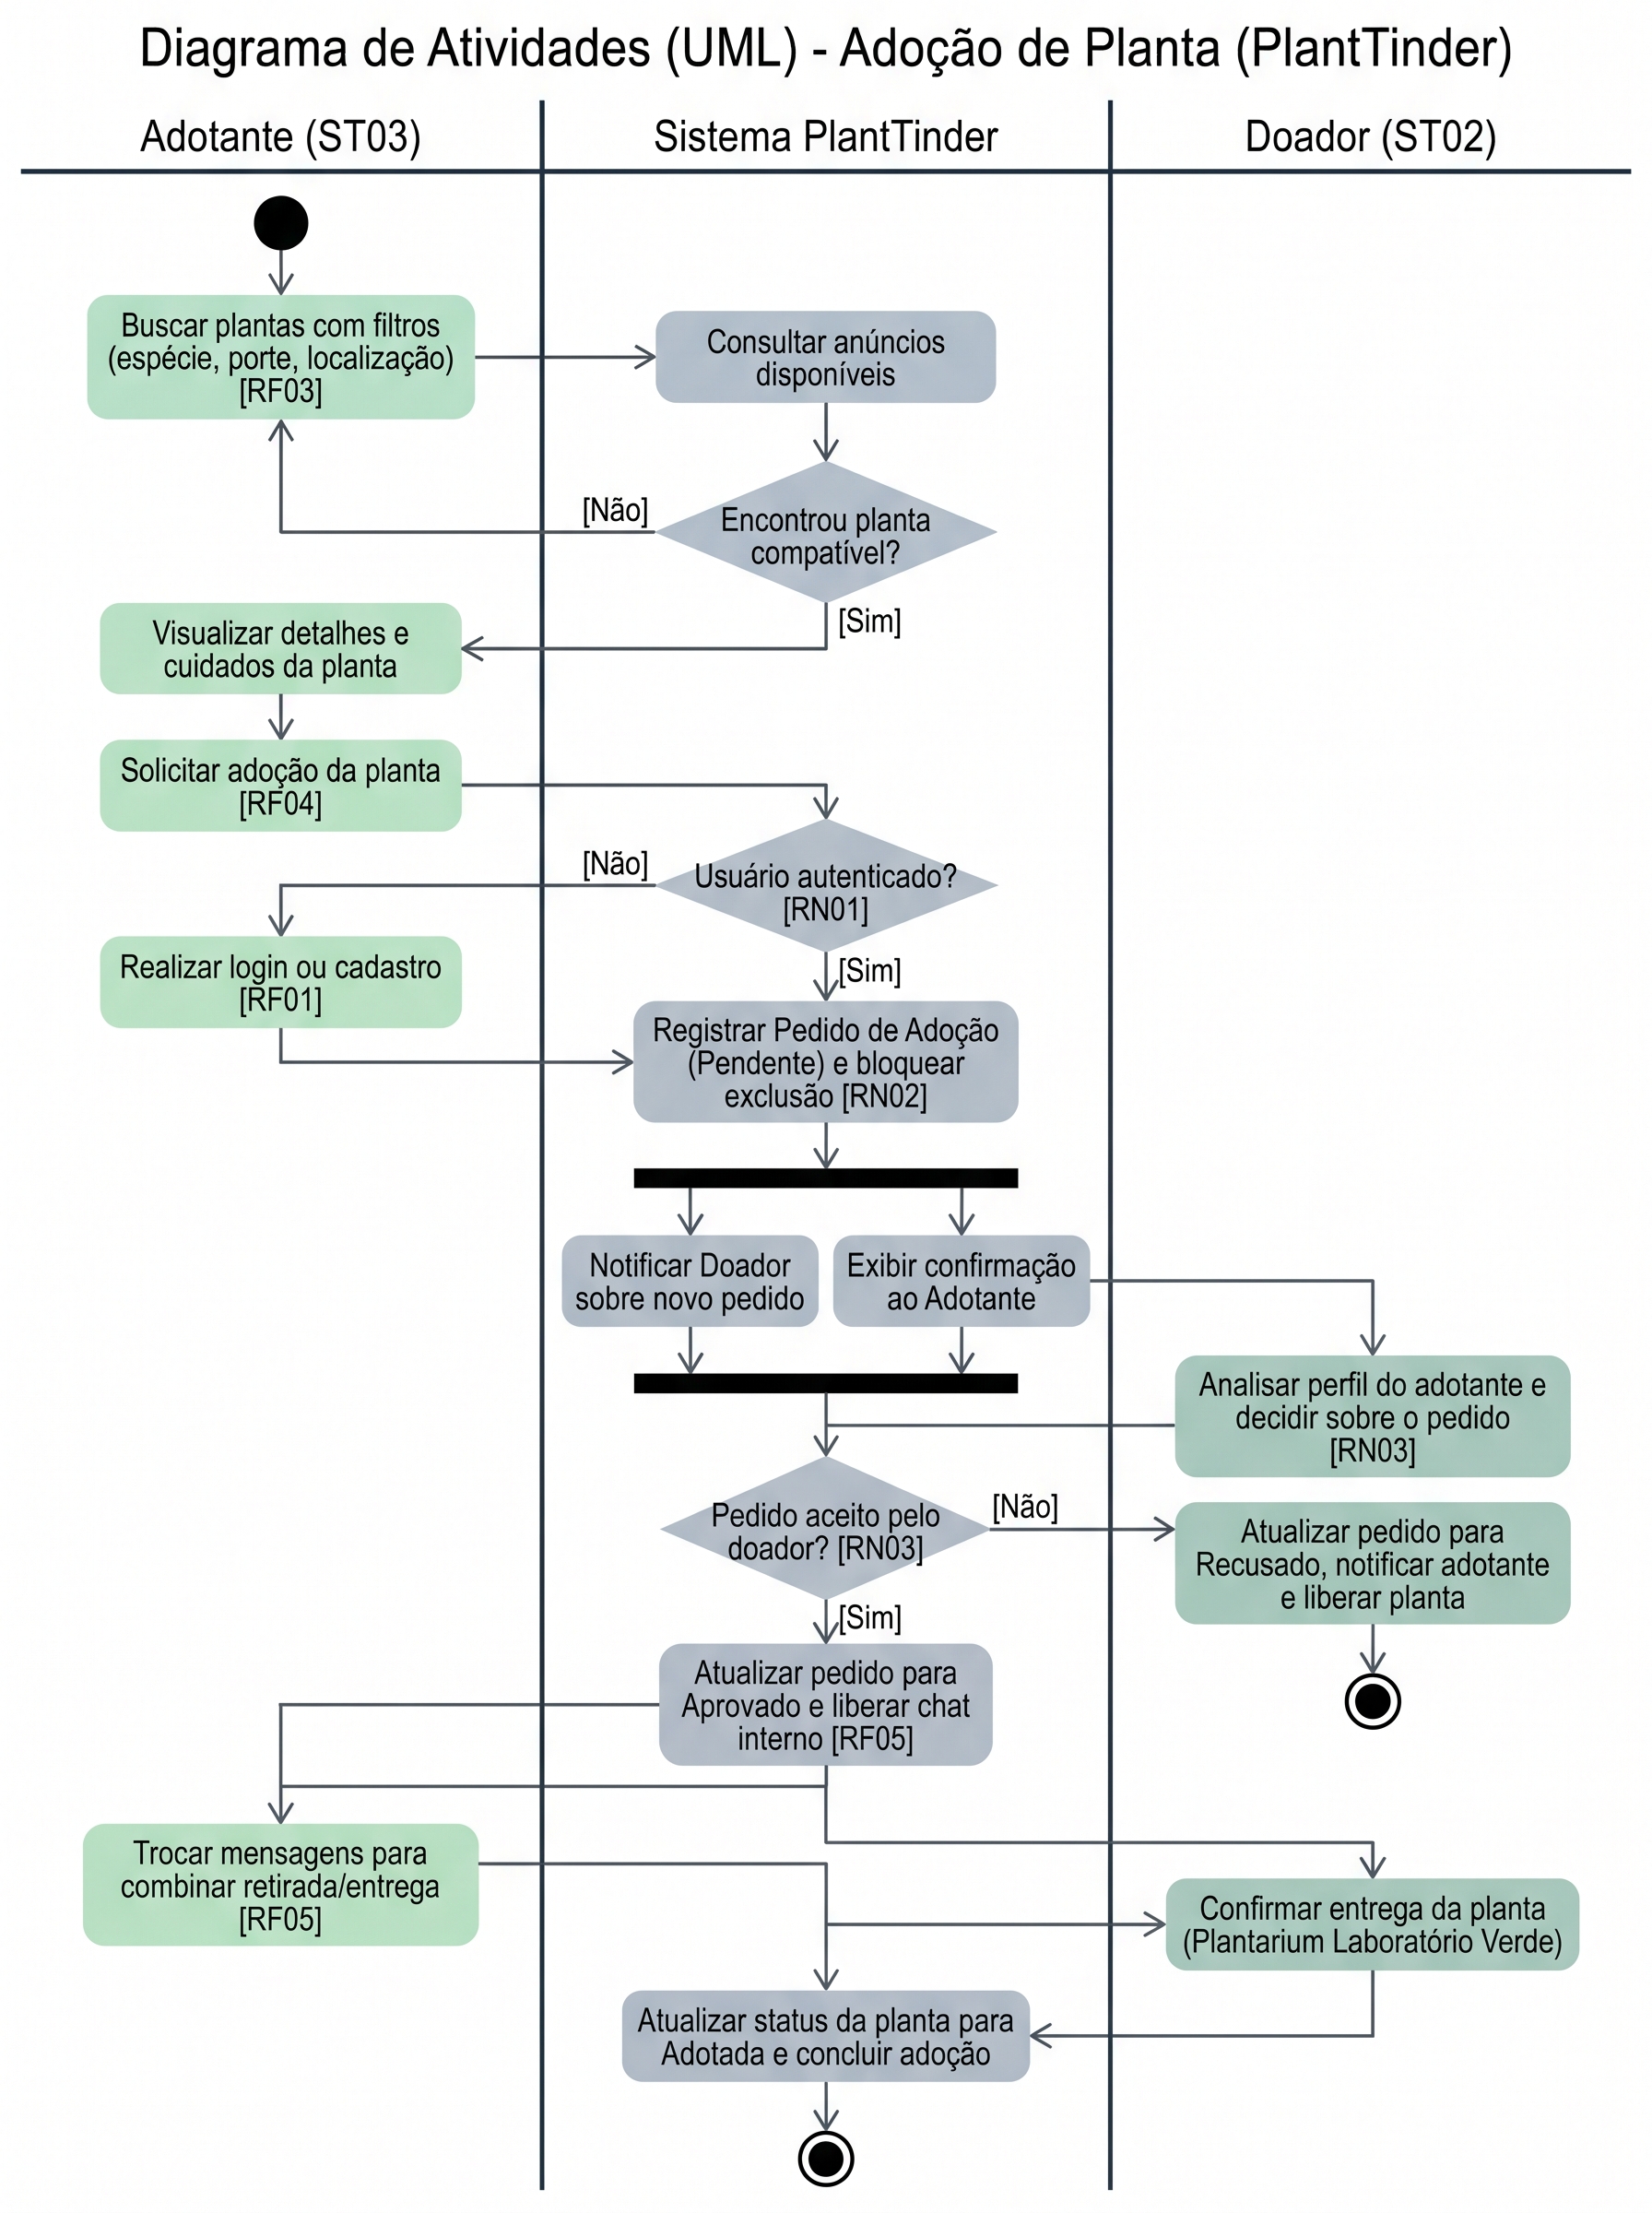 Diagrama de Atividades (UML) - Adoção de Planta (PlantTinder)
Adotante (ST03)
Sistema PlantTinder
Doador (ST02)
Buscar plantas com filtros
(espécie, porte, localização)
[RF03]
Consultar anúncios
disponíveis
[Não]
Encontrou planta
compatível?
[Sim]
Visualizar detalhes e
cuidados da planta
Solicitar adoção da planta
[RF04]
[Não]
Usuário autenticado?
[RN01]
[Sim]
Realizar login ou cadastro
[RF01]
Registrar Pedido de Adoção
(Pendente) e bloquear
exclusão [RN02]
Notificar Doador
sobre novo pedido
Exibir confirmação
ao Adotante
Analisar perfil do adotante e
decidir sobre o pedido
[RN03]
Pedido aceito pelo
doador? [RN03]
[Não]
Atualizar pedido para
Recusado, notificar adotante
e liberar planta
[Sim]
Atualizar pedido para
Aprovado e liberar chat
interno [RF05]
Trocar mensagens para
combinar retirada/entrega
[RF05]
Confirmar entrega da planta
(Plantarium Laboratório Verde)
Atualizar status da planta para
Adotada e concluir adoção